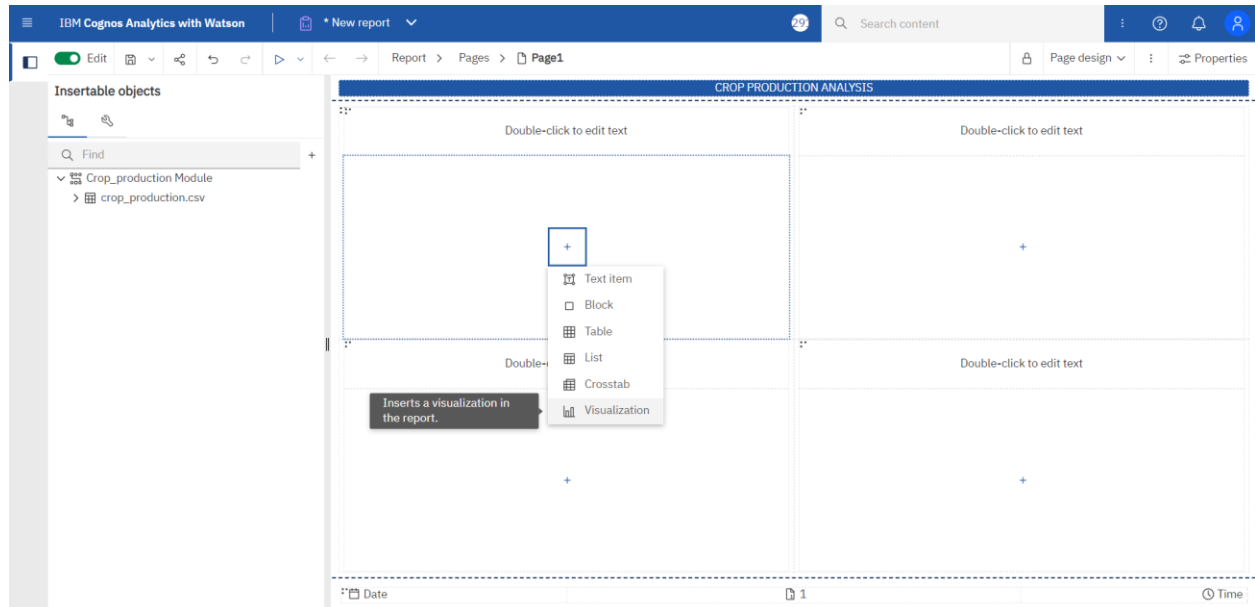 IBM Cognos Analytics with Watson
* New report
293
Search content
Edit
Report > Pages > Page1
Page design
Properties
Insertable objects
Find
Crop_production Module
crop_production.csv
CROP PRODUCTION ANALYSIS
Double-click to edit text
Double-click to edit text
Text item
Block
Table
List
Crosstab
Visualization
Inserts a visualization in
the report.
Double-
Double-click to edit text
Date
1
Time